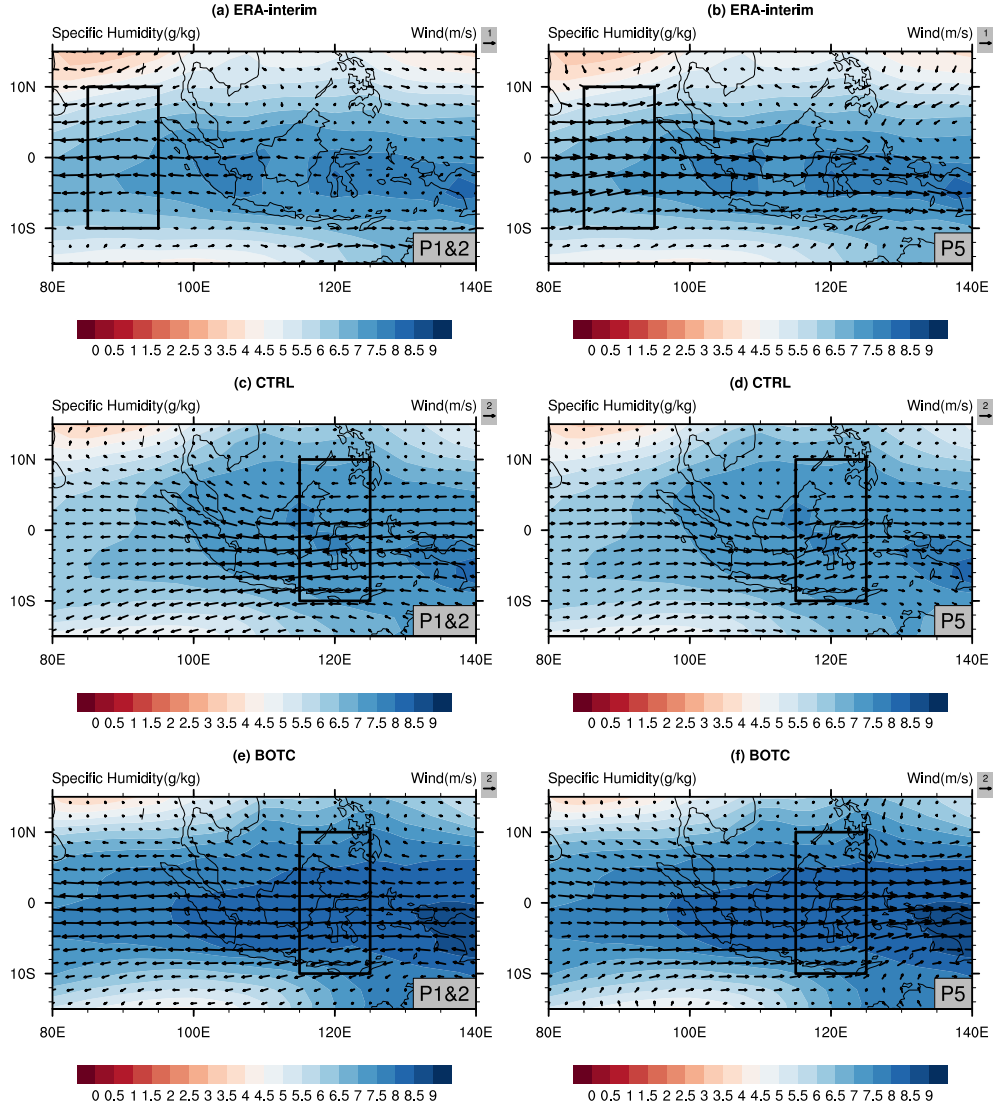 (a) ERA-interim
Specific Humidity(g/kg) Wind(m/s) 1
10N
0
10S
P1&2
80E 100E 120E 140E
0 0.5 1 1.5 2 2.5 3 3.5 4 4.5 5 5.5 6 6.5 7 7.5 8 8.5 9
(b) ERA-interim
Specific Humidity(g/kg) Wind(m/s) 1
10N
0
10S
P5
80E 100E 120E 140E
0 0.5 1 1.5 2 2.5 3 3.5 4 4.5 5 5.5 6 6.5 7 7.5 8 8.5 9
(c) CTRL
Specific Humidity(g/kg) Wind(m/s) 2
10N
0
10S
P1&2
80E 100E 120E 140E
0 0.5 1 1.5 2 2.5 3 3.5 4 4.5 5 5.5 6 6.5 7 7.5 8 8.5 9
(d) CTRL
Specific Humidity(g/kg) Wind(m/s) 2
10N
0
10S
P5
80E 100E 120E 140E
0 0.5 1 1.5 2 2.5 3 3.5 4 4.5 5 5.5 6 6.5 7 7.5 8 8.5 9
(e) BOTC
Specific Humidity(g/kg) Wind(m/s) 2
10N
0
10S
P1&2
80E 100E 120E 140E
0 0.5 1 1.5 2 2.5 3 3.5 4 4.5 5 5.5 6 6.5 7 7.5 8 8.5 9
(f) BOTC
Specific Humidity(g/kg) Wind(m/s) 2
10N
0
10S
P5
80E 100E 120E 140E
0 0.5 1 1.5 2 2.5 3 3.5 4 4.5 5 5.5 6 6.5 7 7.5 8 8.5 9